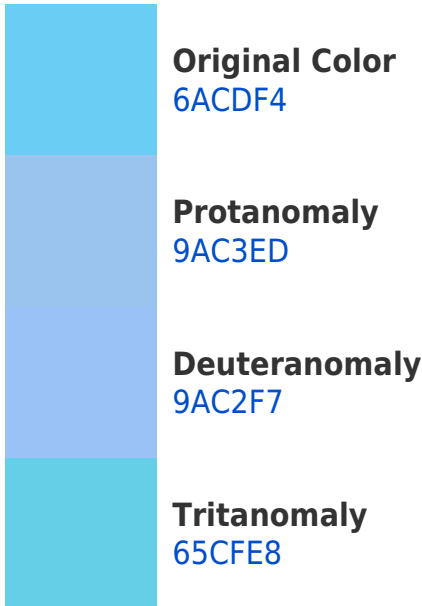 Original Color
6ACDF4
Protanomaly
9AC3ED
Deuteranomaly
9AC2F7
Tritanomaly
65CFE8